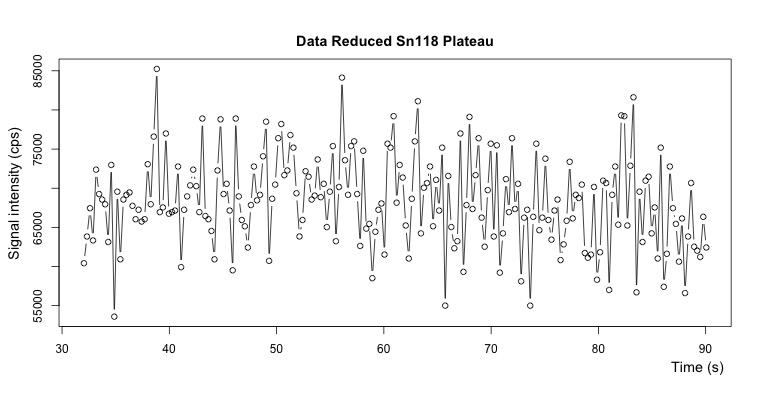 Data Reduced Sn118 Plateau
Signal intensity (cps)
85000
75000
65000
55000
30 40 50 60 70 80 90
Time (s)